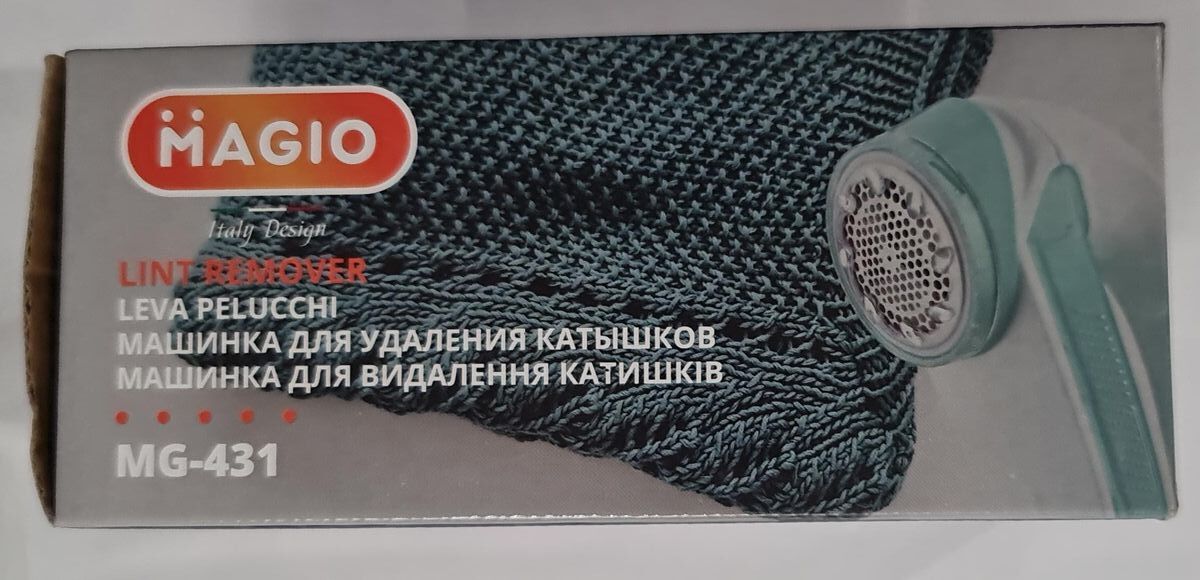 MAGIO
Italy Design
LINT REMOVER
LEVA PELUCCHI
МАШИНКА ДЛЯ УДАЛЕНИЯ КАТЫШКОВ
МАШИНКА ДЛЯ ВИДАЛЕННЯ КАТИШКІВ
MG-431